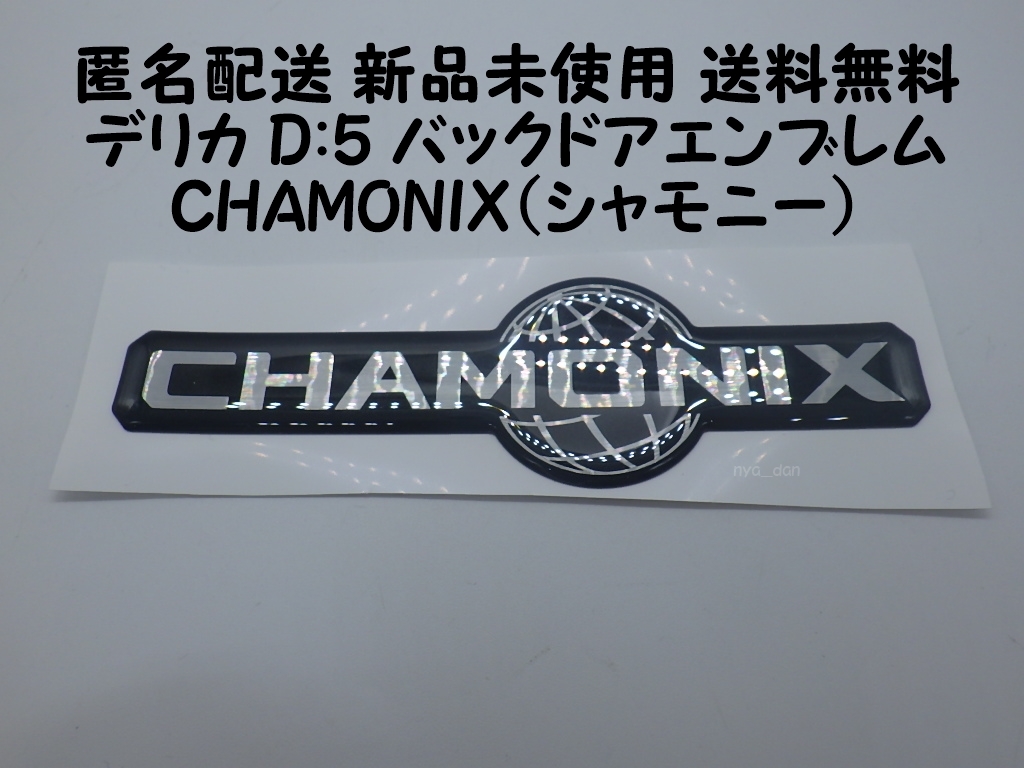 匿名配送 新品未使用 送料無料
デリカ D:5 バックドアエンブレム
CHAMONIX(シャモニー)
CHAMONIX
nya_dan